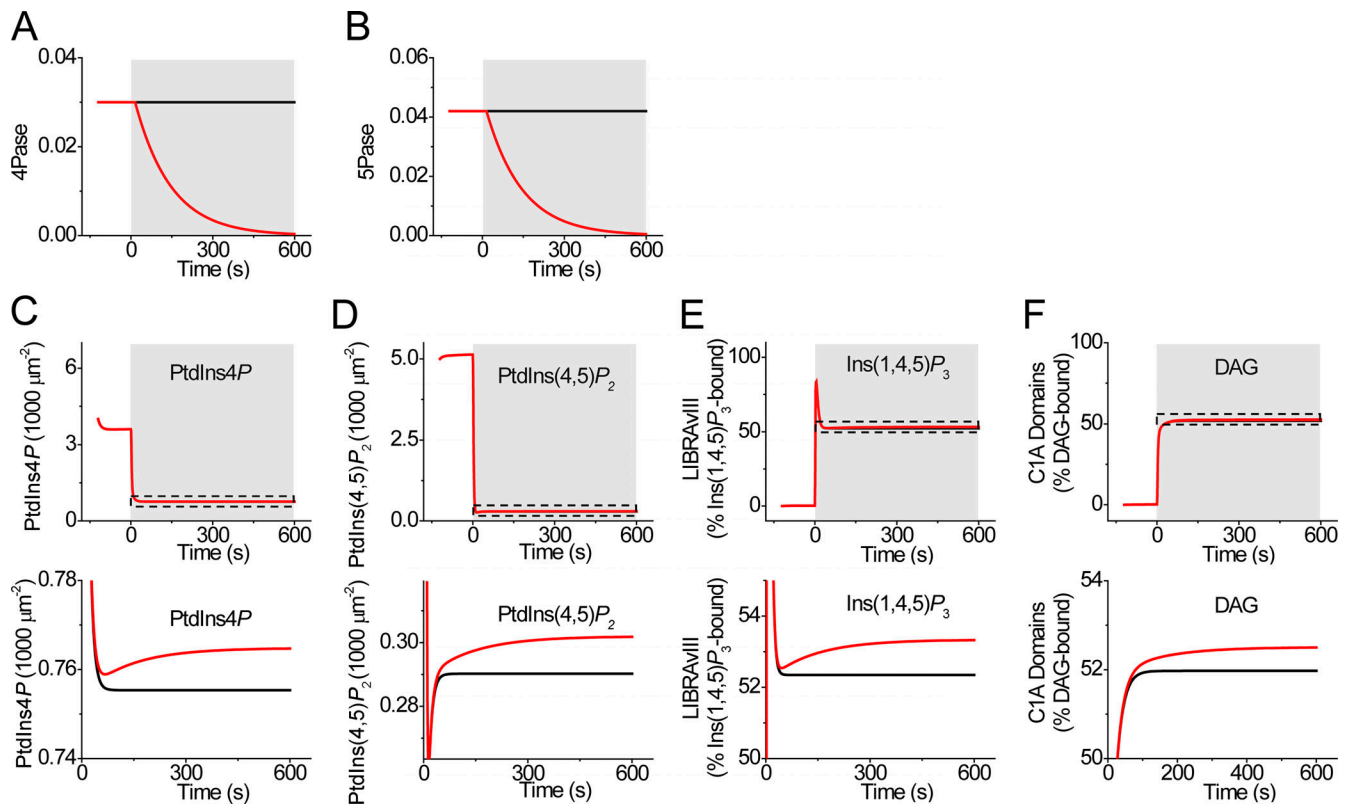 A
4Pase
0.04
0.02
0.00
0
300
600
Time (s)
B
5Pase
0.06
0.04
0.02
0.00
0
300
600
Time (s)
C
PtdIns4P (1000 µm-2)
6
3
0
PtdIns4P
0
300
600
Time (s)
D
PtdIns(4,5)P2 (1000 µm-2)
5.0
2.5
0.0
PtdIns(4,5)P2
0
300
600
Time (s)
E
LIBRAvIII
(% Ins(1,4,5)P3-bound)
100
50
0
Ins(1,4,5)P3
0
300
600
Time (s)
F
C1A Domains
(% DAG-bound)
100
50
0
DAG
0
300
600
Time (s)
PtdIns4P (1000 µm-2)
0.78
0.76
0.74
PtdIns4P
0
300
600
Time (s)
PtdIns(4,5)P2 (1000 µm-2)
0.30
0.28
PtdIns(4,5)P2
0
300
600
Time (s)
LIBRAvIII
(% Ins(1,4,5)P3-bound)
54
52
50
Ins(1,4,5)P3
0
300
600
Time (s)
C1A Domains
(% DAG-bound)
54
52
50
DAG
0
200
400
600
Time (s)